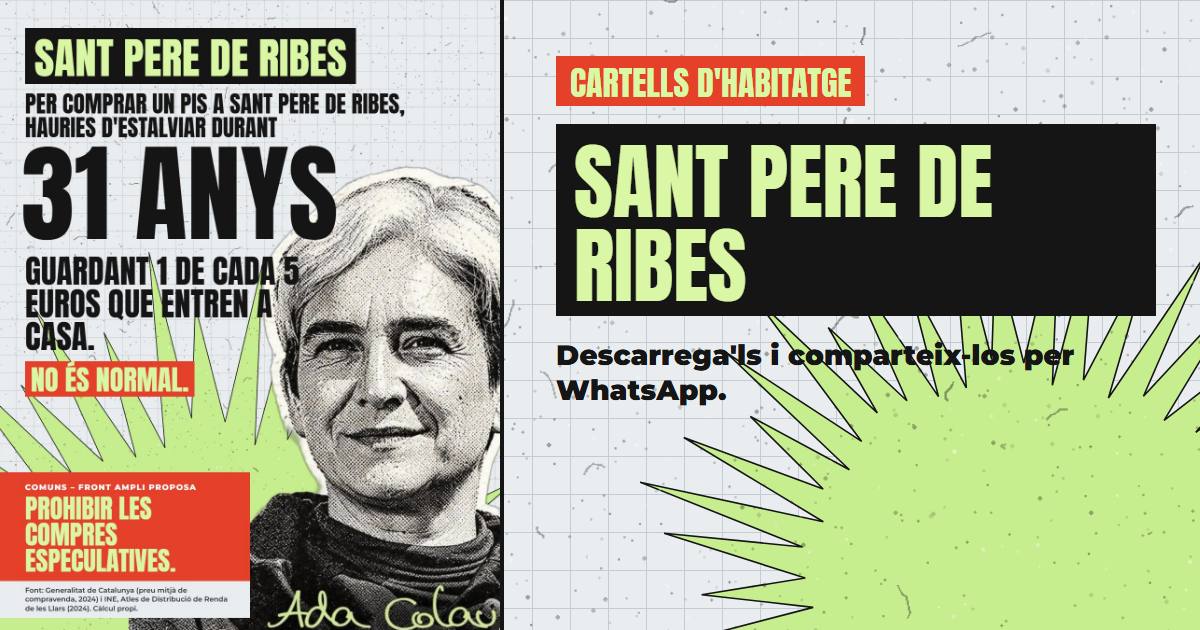 SANT PERE DE RIBES
PER COMPRAR UN PIS A SANT PERE DE RIBES,
HAURIES D'ESTALVIAR DURANT
31 ANYS
GUARDANT 1 DE CADA 5
EUROS QUE ENTREN A
CASA.
NO ÉS NORMAL.
COMUNS – FRONT AMPLI PROPOSA
PROHIBIR LES
COMPRES
ESPECULATIVES.
Font: Generalitat de Catalunya (preu mitjà de
compravenda, 2024) i INE, Atles de Distribució de Renda
de les Llars (2024). Càlcul propi.
Ada Colau
CARTELLS D'HABITATGE
SANT PERE DE
RIBES
Descarrega'ls i comparteix-los per
WhatsApp.